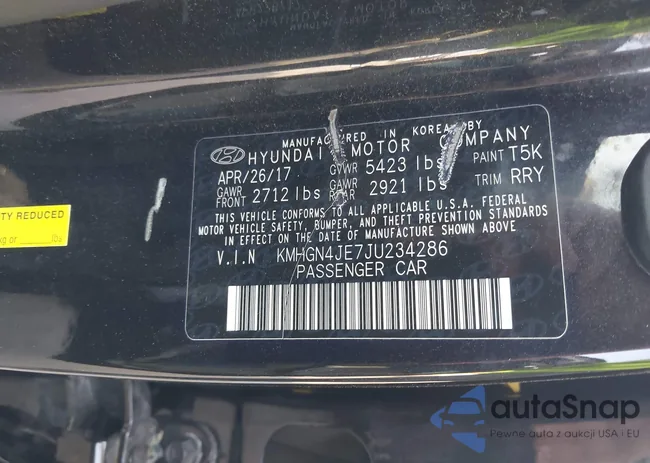 MANUFACTURED IN KOREA BY
HYUNDAI MOTOR COMPANY
APR/26/17 GVWR 5423 lbs PAINT T5K
GAWR FRONT 2712 lbs GAWR REAR 2921 lbs TRIM RRY
THIS VEHICLE CONFORMS TO ALL APPLICABLE U.S.A. FEDERAL
MOTOR VEHICLE SAFETY, BUMPER, AND THEFT PREVENTION STANDARDS
IN EFFECT ON THE DATE OF MANUFACTURE SHOWN ABOVE.
V.I.N KMHGN4JE7JU234286
PASSENGER CAR
TY REDUCED
kg or lbs
autaSnap
Pewne auta z aukcji USA i EU